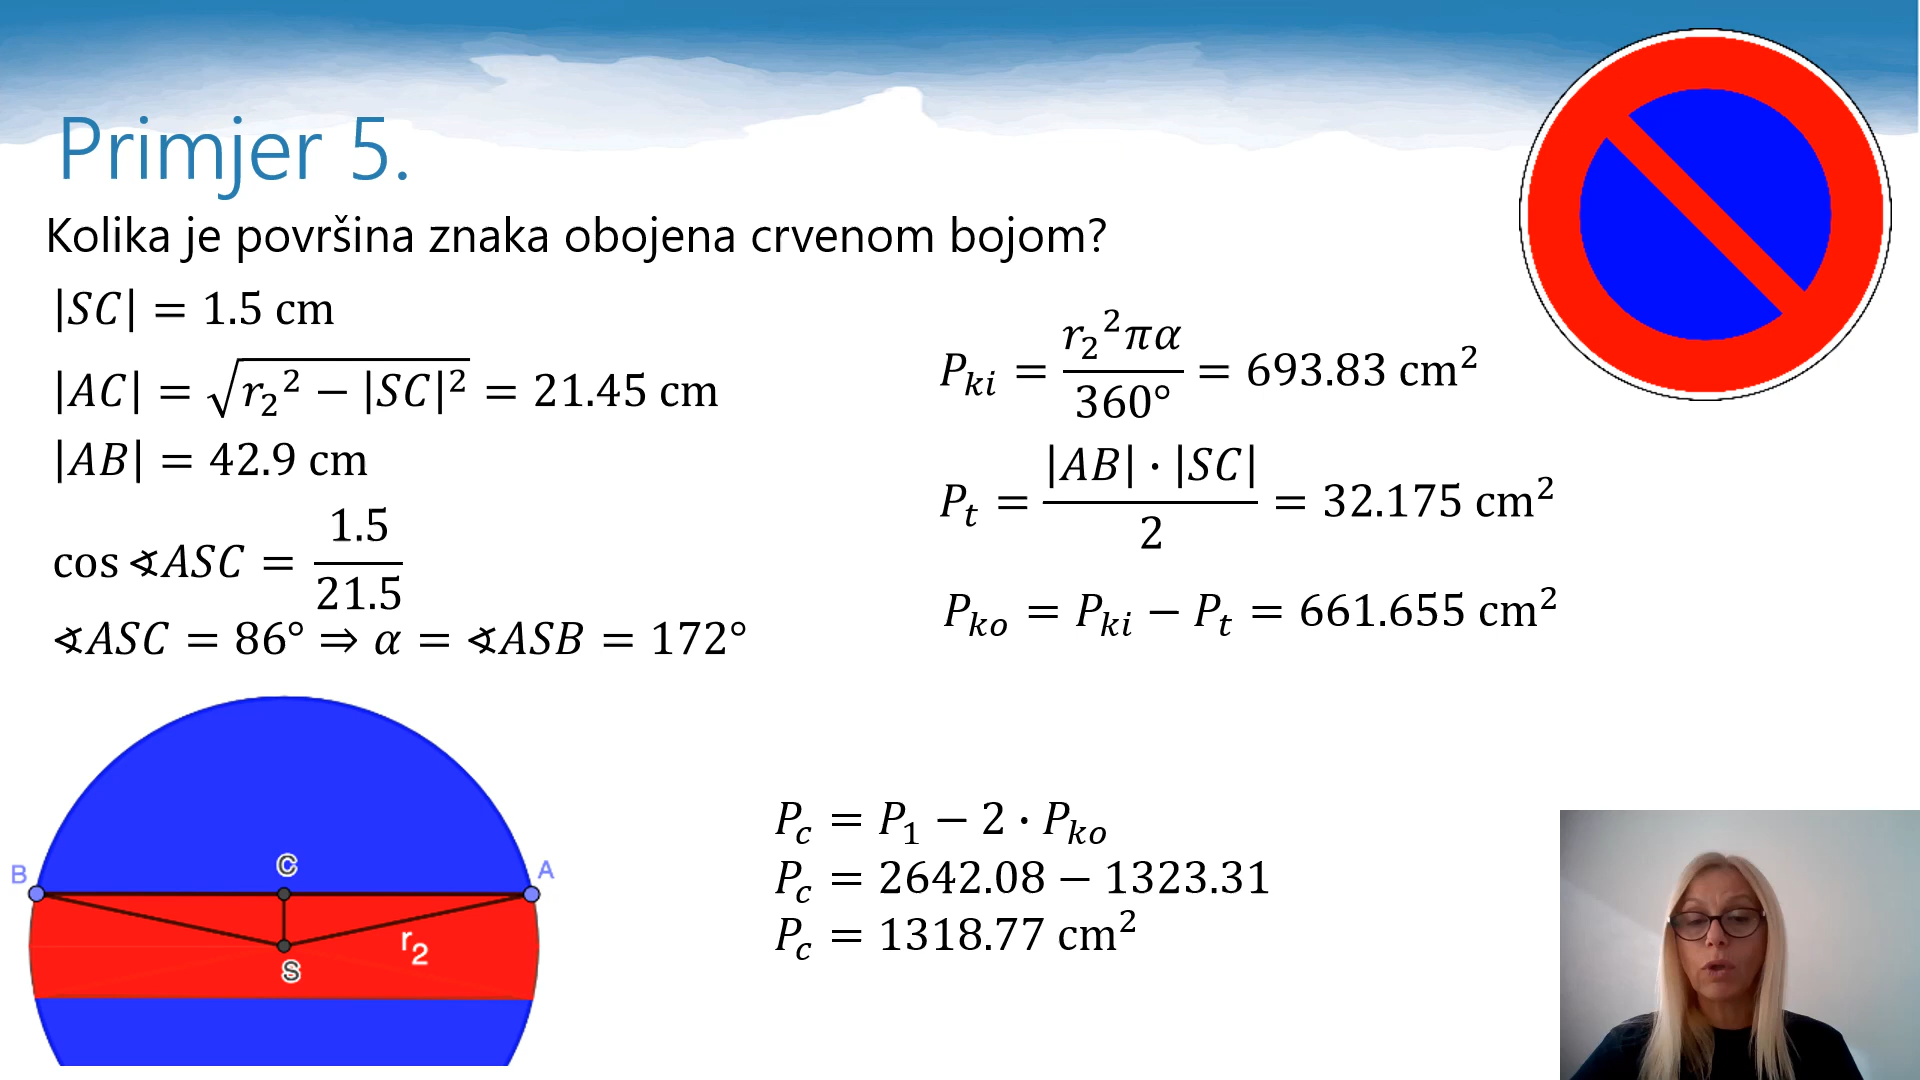 Primjer 5.
Kolika je površina znaka obojena crvenom bojom?
|SC| = 1.5 cm
|AC| = √(r₂² − |SC|²) = 21.45 cm
|AB| = 42.9 cm
cos ∢ASC = 1.5/21.5
∢ASC = 86° ⇒ α = ∢ASB = 172°
P_ki = r₂²πα/360° = 693.83 cm²
P_t = |AB| · |SC|/2 = 32.175 cm²
P_ko = P_ki − P_t = 661.655 cm²
B
C
A
r₂
S
P_c = P₁ − 2 · P_ko
P_c = 2642.08 − 1323.31
P_c = 1318.77 cm²